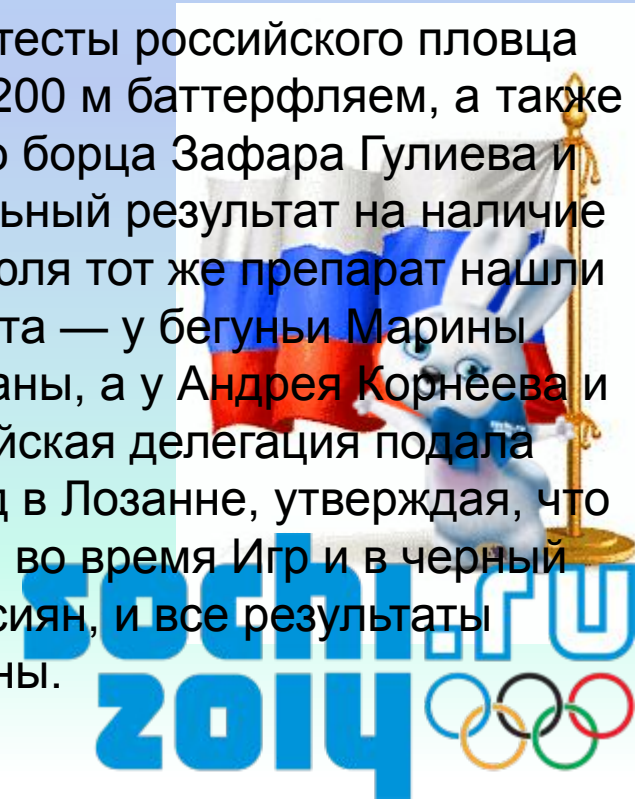 тесты российского пловца
200 м баттерфляем, а также
о борца Зафара Гулиева и
льный результат на наличие
юля тот же препарат нашли
та — у бегуньи Марины
аны, а у Андрея Корнеева и
йская делегация подала
д в Лозанне, утверждая, что
во время Игр и в черный
сиян, и все результаты
ны.
sochi.ru
2014